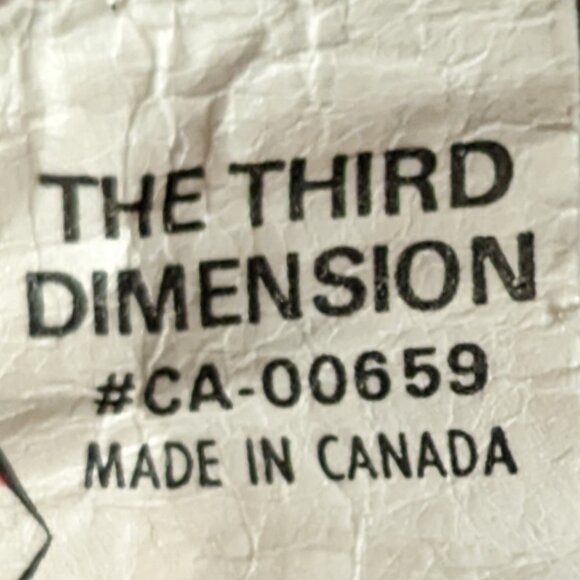 THE THIRD
DIMENSION
#CA-00659
MADE IN CANADA